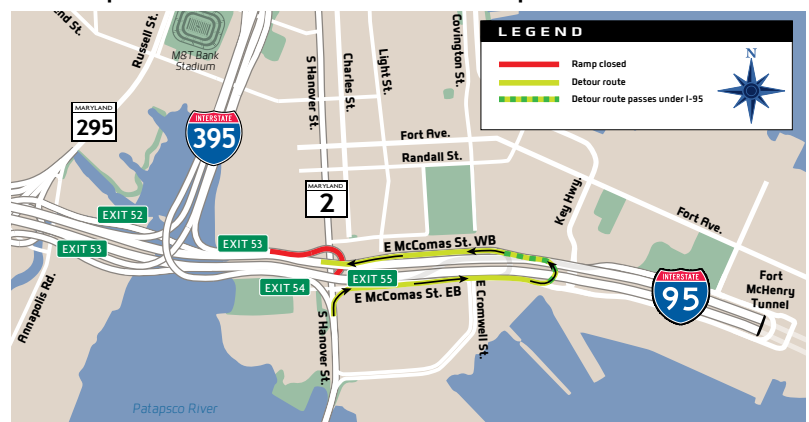 nd St.
Russell St.
M&T Bank
Stadium
S Hanover St.
Charles St.
Light St.
Covington St.
LEGEND
Ramp closed
Detour route
Detour route passes under I-95
N
MARYLAND
295
INTERSTATE
395
Fort Ave.
Randall St.
MARYLAND
2
Key Hwy.
Fort Ave.
EXIT 52
EXIT 53
EXIT 53
E McComas St. WB
EXIT 55
EXIT 54
E McComas St. EB
INTERSTATE
95
Fort
McHenry
Tunnel
Annapolis Rd.
S Hanover St.
E Cromwell St.
Patapsco River